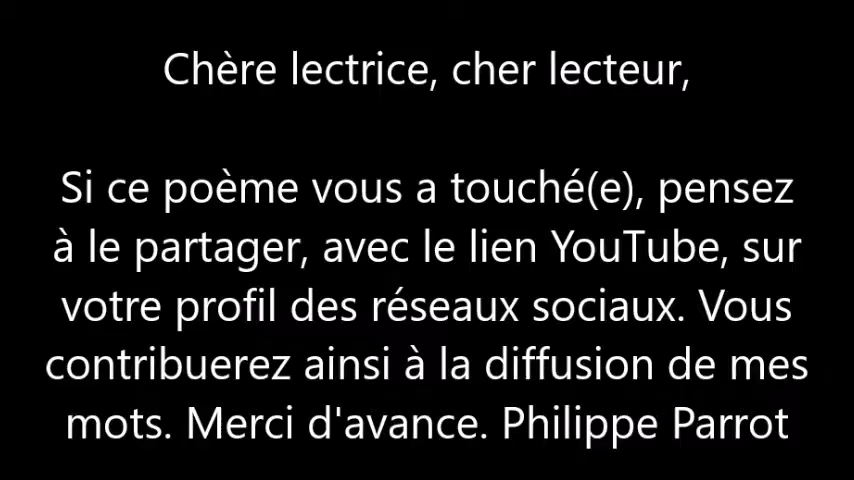 Chère lectrice, cher lecteur,
Si ce poème vous a touché(e), pensez
à le partager, avec le lien YouTube, sur
votre profil des réseaux sociaux. Vous
contribuerez ainsi à la diffusion de mes
mots. Merci d'avance. Philippe Parrot